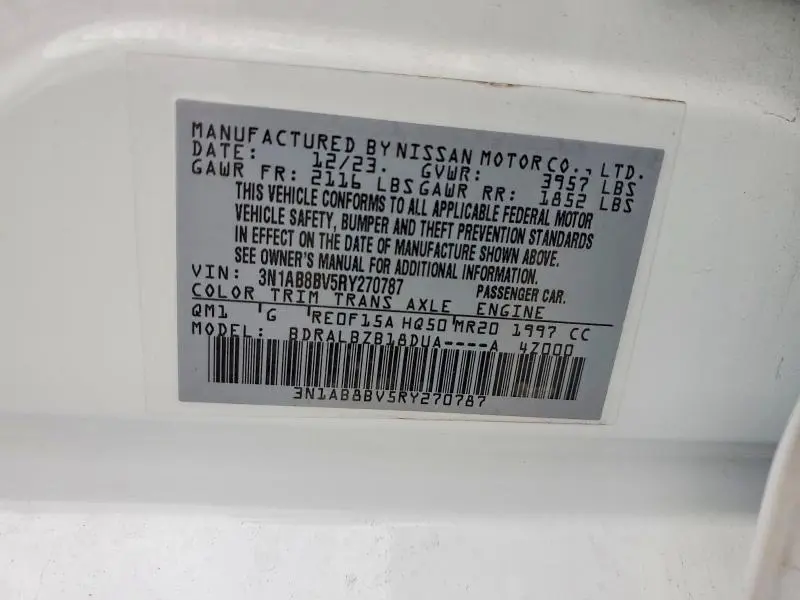 MANUFACTURED BY NISSAN MOTOR CO., LTD.
DATE: 12/23. GVWR: 3957 LBS
GAWR FR: 2116 LBS GAWR RR: 1852 LBS
THIS VEHICLE CONFORMS TO ALL APPLICABLE FEDERAL MOTOR
VEHICLE SAFETY, BUMPER AND THEFT PREVENTION STANDARDS
IN EFFECT ON THE DATE OF MANUFACTURE SHOWN ABOVE.
SEE OWNER'S MANUAL FOR ADDITIONAL INFORMATION.
VIN: 3N1AB8BV5RY270787 PASSENGER CAR.
COLOR TRIM TRANS AXLE ENGINE
QM1 G RE0F15A HQ50 MR20 1997 CC
MODEL: BDRALBZB18DUA----A 47000
3N1AB8BV5RY270787